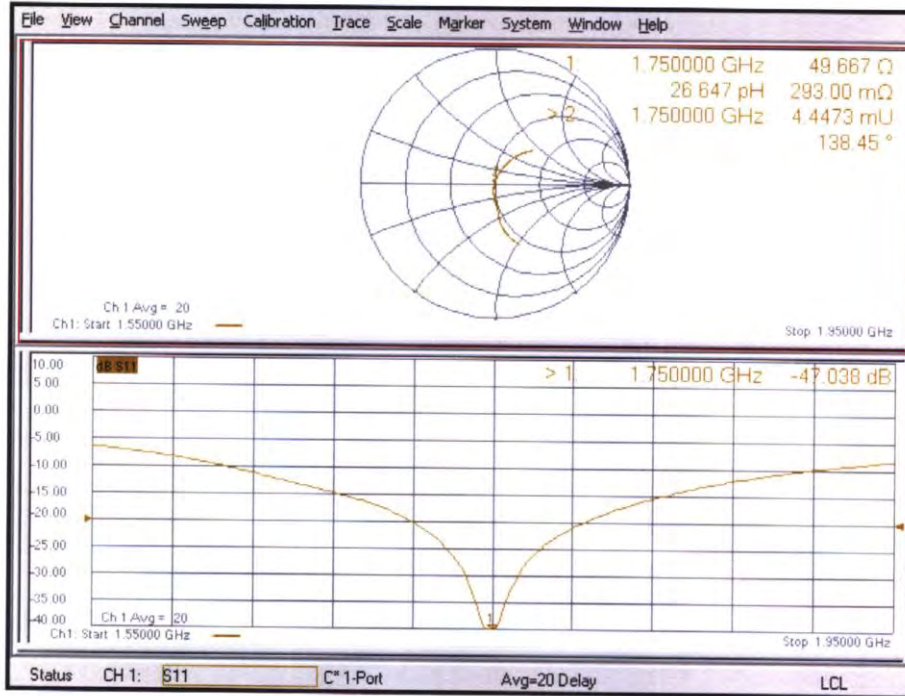 File View Channel Sweep Calibration Trace Scale Marker System Window Help
1 1.750000 GHz 49.667 Ω
26.647 pH 293.00 mΩ
> 2 1.750000 GHz 4.4473 mU
138.45 °
Ch 1 Avg = 20
Ch1: Start 1.55000 GHz
Stop 1.95000 GHz
dB S11
> 1 1.750000 GHz -47.038 dB
10.00
5.00
0.00
-5.00
-10.00
-15.00
-20.00
-25.00
-30.00
-35.00
-40.00
1
Ch 1 Avg = 20
Ch1: Start 1.55000 GHz
Stop 1.95000 GHz
Status CH 1: S11 C* 1-Port Avg=20 Delay LCL